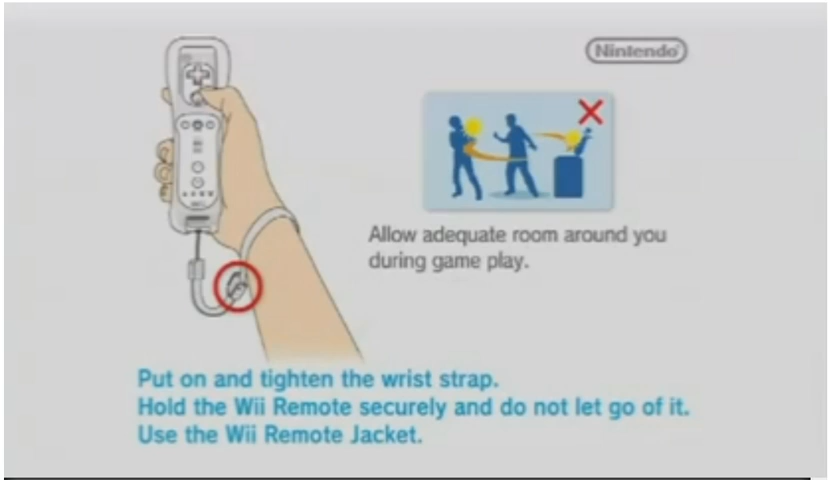 Nintendo
Allow adequate room around you
during game play.
Put on and tighten the wrist strap.
Hold the Wii Remote securely and do not let go of it.
Use the Wii Remote Jacket.